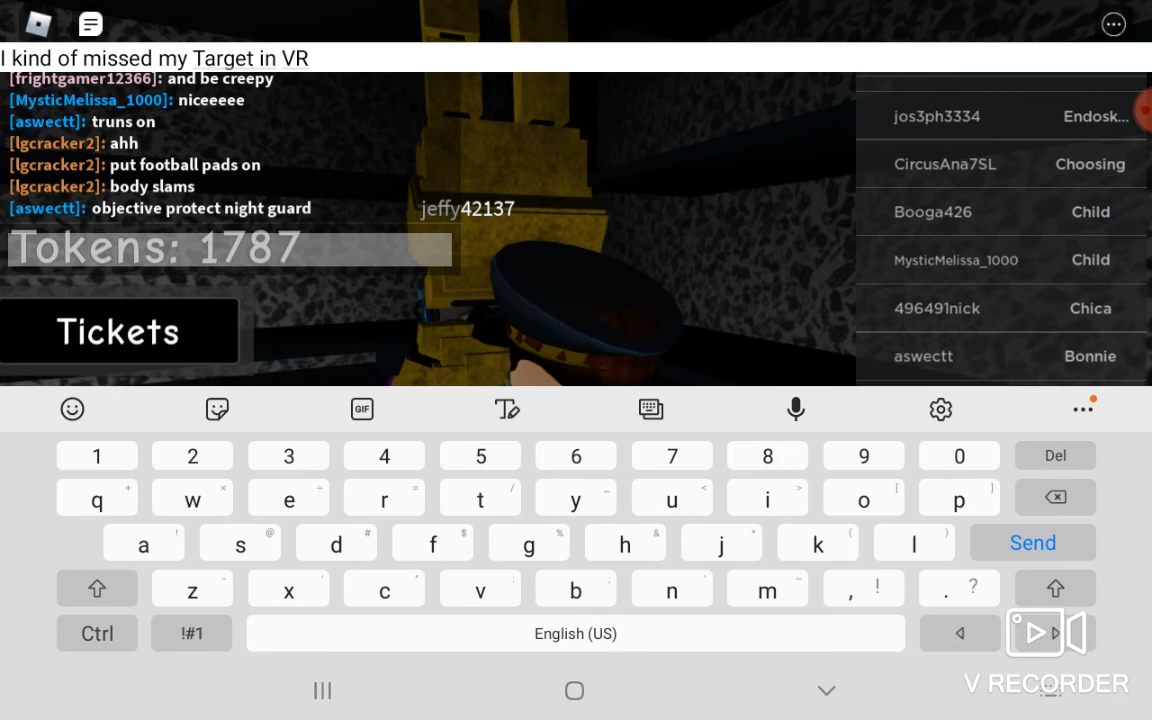 I kind of missed my Target in VR
[frightgamer12366]: and be creepy
[MysticMelissa_1000]: niceeeee
[aswectt]: truns on
[lgcracker2]: ahh
[lgcracker2]: put football pads on
[lgcracker2]: body slams
[aswectt]: objective protect night guard
jeffy42137
Tokens: 1787
Tickets
jos3ph3334 Endosk...
CircusAna7SL Choosing
Booga426 Child
MysticMelissa_1000 Child
496491nick Chica
aswectt Bonnie
GIF
1 2 3 4 5 6 7 8 9 0 Del
q + w × e ÷ r = t / y _ u < i > o [ p ]
a ! s @ d # f $ g % h & j * k ( l ) Send
z - x ' c " v : b ; n ' m , ! . ?
Ctrl !#1 English (US)
V RECORDER